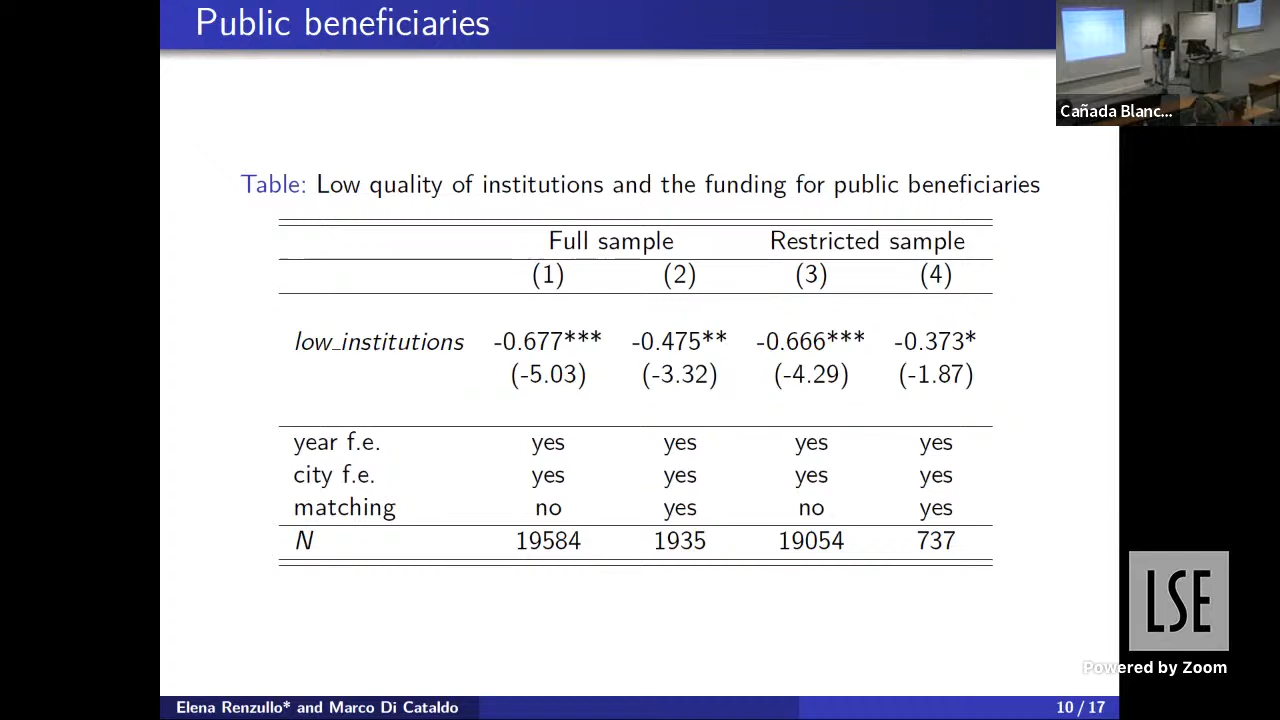 Public beneficiaries
Cañada Blanc...
Table: Low quality of institutions and the funding for public beneficiaries
Full sample Restricted sample
(1) (2) (3) (4)
low_institutions -0.677*** -0.475** -0.666*** -0.373*
(-5.03) (-3.32) (-4.29) (-1.87)
year f.e. yes yes yes yes
city f.e. yes yes yes yes
matching no yes no yes
N 19584 1935 19054 737
LSE
Powered by Zoom
Elena Renzullo* and Marco Di Cataldo 10 / 17